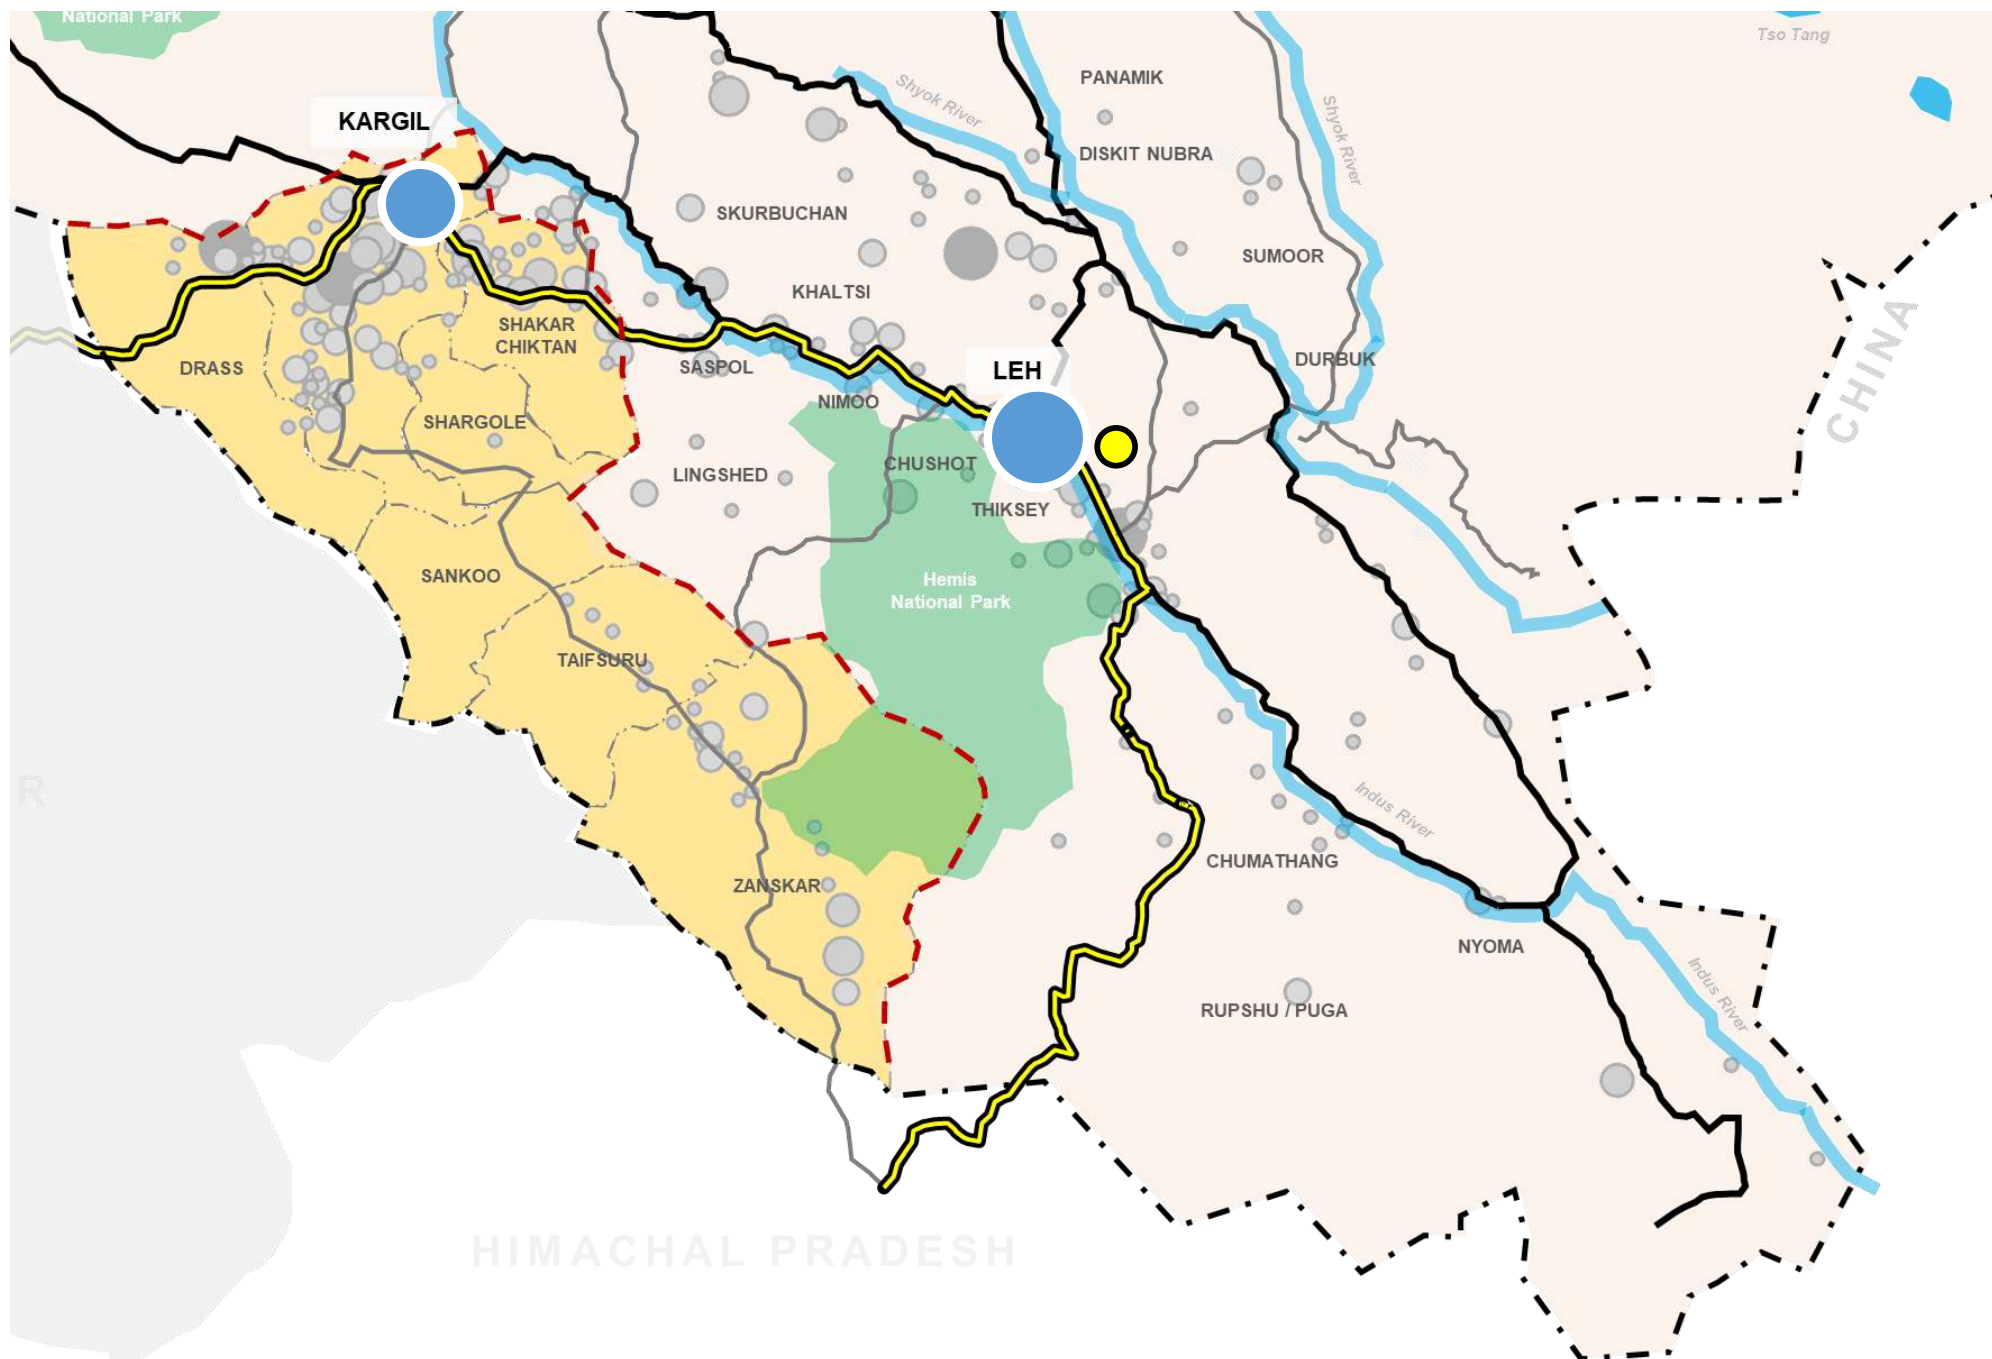 National Park
Tso Tang
PANAMIK
Shyok River
Shyok River
KARGIL
DISKIT NUBRA
SKURBUCHAN
SUMOOR
KHALTSI
CHINA
SHAKAR
CHIKTAN
DURBUK
DRASS
SASPOL
LEH
NIMOO
SHARGOLE
CHUSHOT
LINGSHED
THIKSEY
SANKOO
Hemis
National Park
TAIFSURU
R
Indus River
CHUMATHANG
ZANSKAR
NYOMA
Indus River
RUPSHU / PUGA
HIMACHAL PRADESH